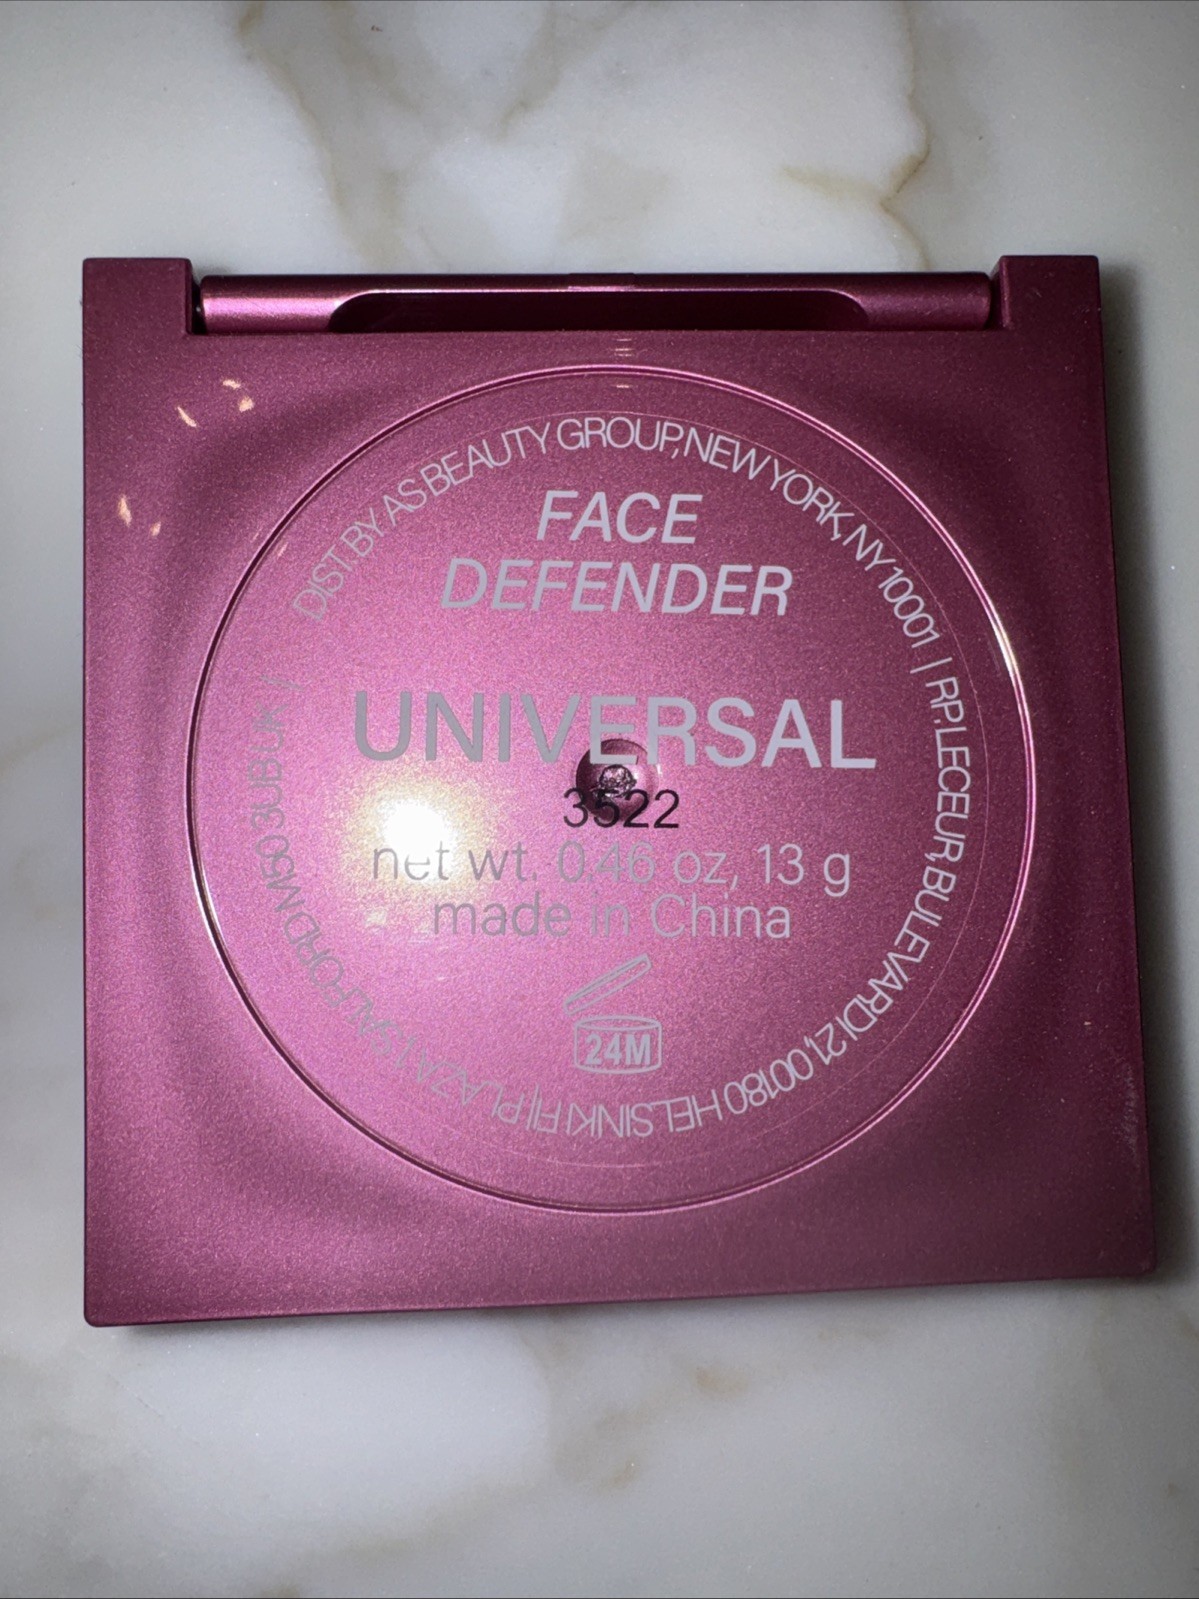 DIST. BY AS BEAUTY GROUP, NEW YORK, NY 10001 | RP: LECEUR, BULEVARDI 21, 00180 HELSINKI FI | PLAZA 1, SALFORD M50 3UB UK |
FACE
DEFENDER
UNIVERSAL
3522
net wt. 0.46 oz, 13 g
made in China
24M